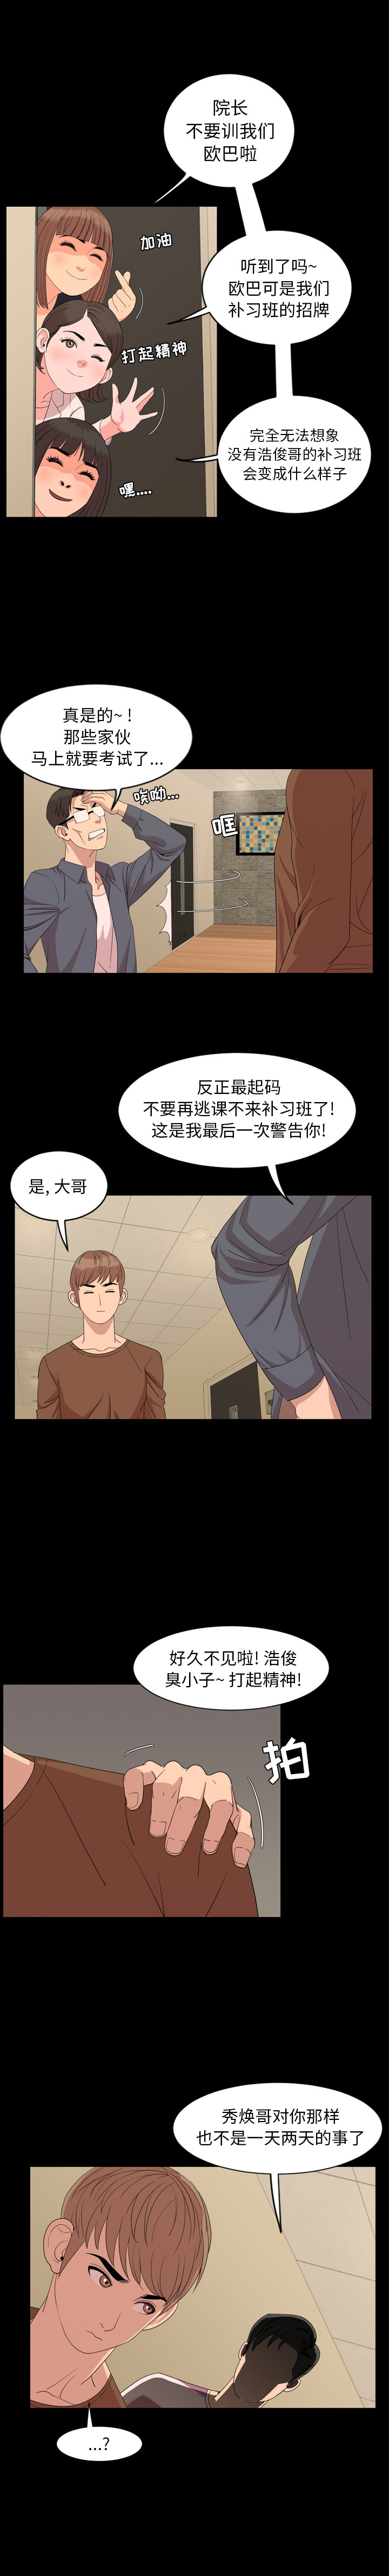 院长
不要训我们
欧巴啦
加油
听到了吗~
欧巴可是我们
补习班的招牌
打起精神
完全无法想象
没有浩俊哥的补习班
会变成什么样子
嘿....
真是的~！
那些家伙
马上就要考试了...
唉呦...
哐
反正最起码
不要再逃课不来补习班了!
这是我最后一次警告你!
是, 大哥
好久不见啦! 浩俊
臭小子~ 打起精神!
拍
秀焕哥对你那样
也不是一天两天的事了
...?